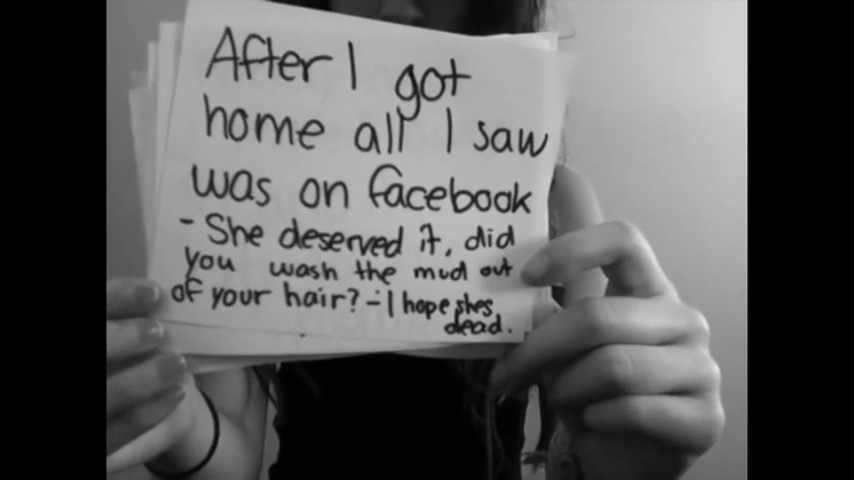 After I got
home all I saw
was on facebook
- She deserved it, did
you wash the mud out
of your hair? - I hope shes
dead.